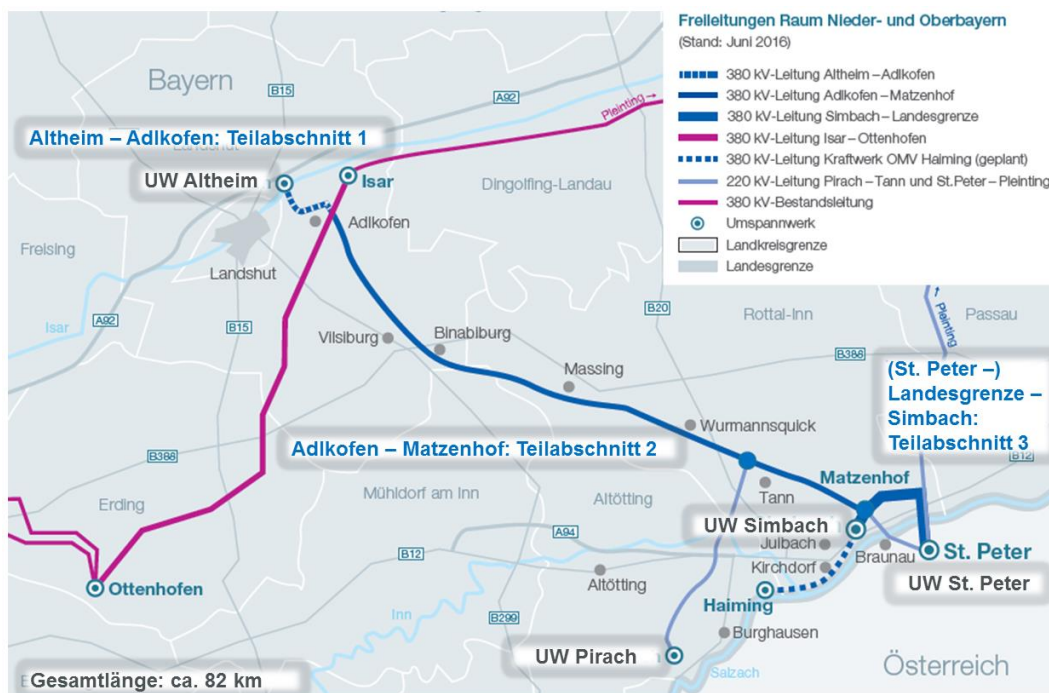 Freileitungen Raum Nieder- und Oberbayern
(Stand: Juni 2016)
380 kV-Leitung Altheim – Adlkofen
380 kV-Leitung Adlkofen – Matzenhof
380 kV-Leitung Simbach – Landesgrenze
380 kV-Leitung Isar – Ottenhofen
380 kV-Leitung Kraftwerk OMV Haiming (geplant)
220 kV-Leitung Pirach – Tann und St.Peter – Pleinting
380 kV-Bestandsleitung
Umspannwerk
Landkreisgrenze
Landesgrenze
Bayern
B15
A92
Pleinting →
Altheim – Adlkofen: Teilabschnitt 1
UW Altheim
Isar
Dingolfing-Landau
Adlkofen
Freising
Landshut
Isar
A92
B15
B20
Rottal-Inn
Pleinting →
Passau
Vilsiburg
Binabiburg
B388
Massing
(St. Peter –)
Landesgrenze –
Simbach:
Teilabschnitt 3
Wurmannsquick
Adlkofen – Matzenhof: Teilabschnitt 2
B388
B12
Matzenhof
Erding
Mühldorf am Inn
Altötting
Tann
UW Simbach
A94
Julbach
B12
Braunau
St. Peter
Kirchdorf
Altötting
UW St. Peter
Ottenhofen
Haiming
Inn
B299
Burghausen
UW Pirach
Salzach
Österreich
Gesamtlänge: ca. 82 km